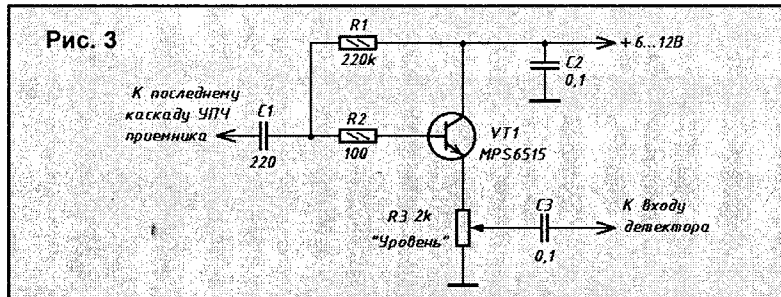 Рис. 3
R1
220k
+6...12В
C2
0,1
К последнему
каскаду УПЧ
приемника
C1
220
R2
100
VT1
MPS6515
R3 2k
"Уровень"
C3
0,1
К входу
детектора